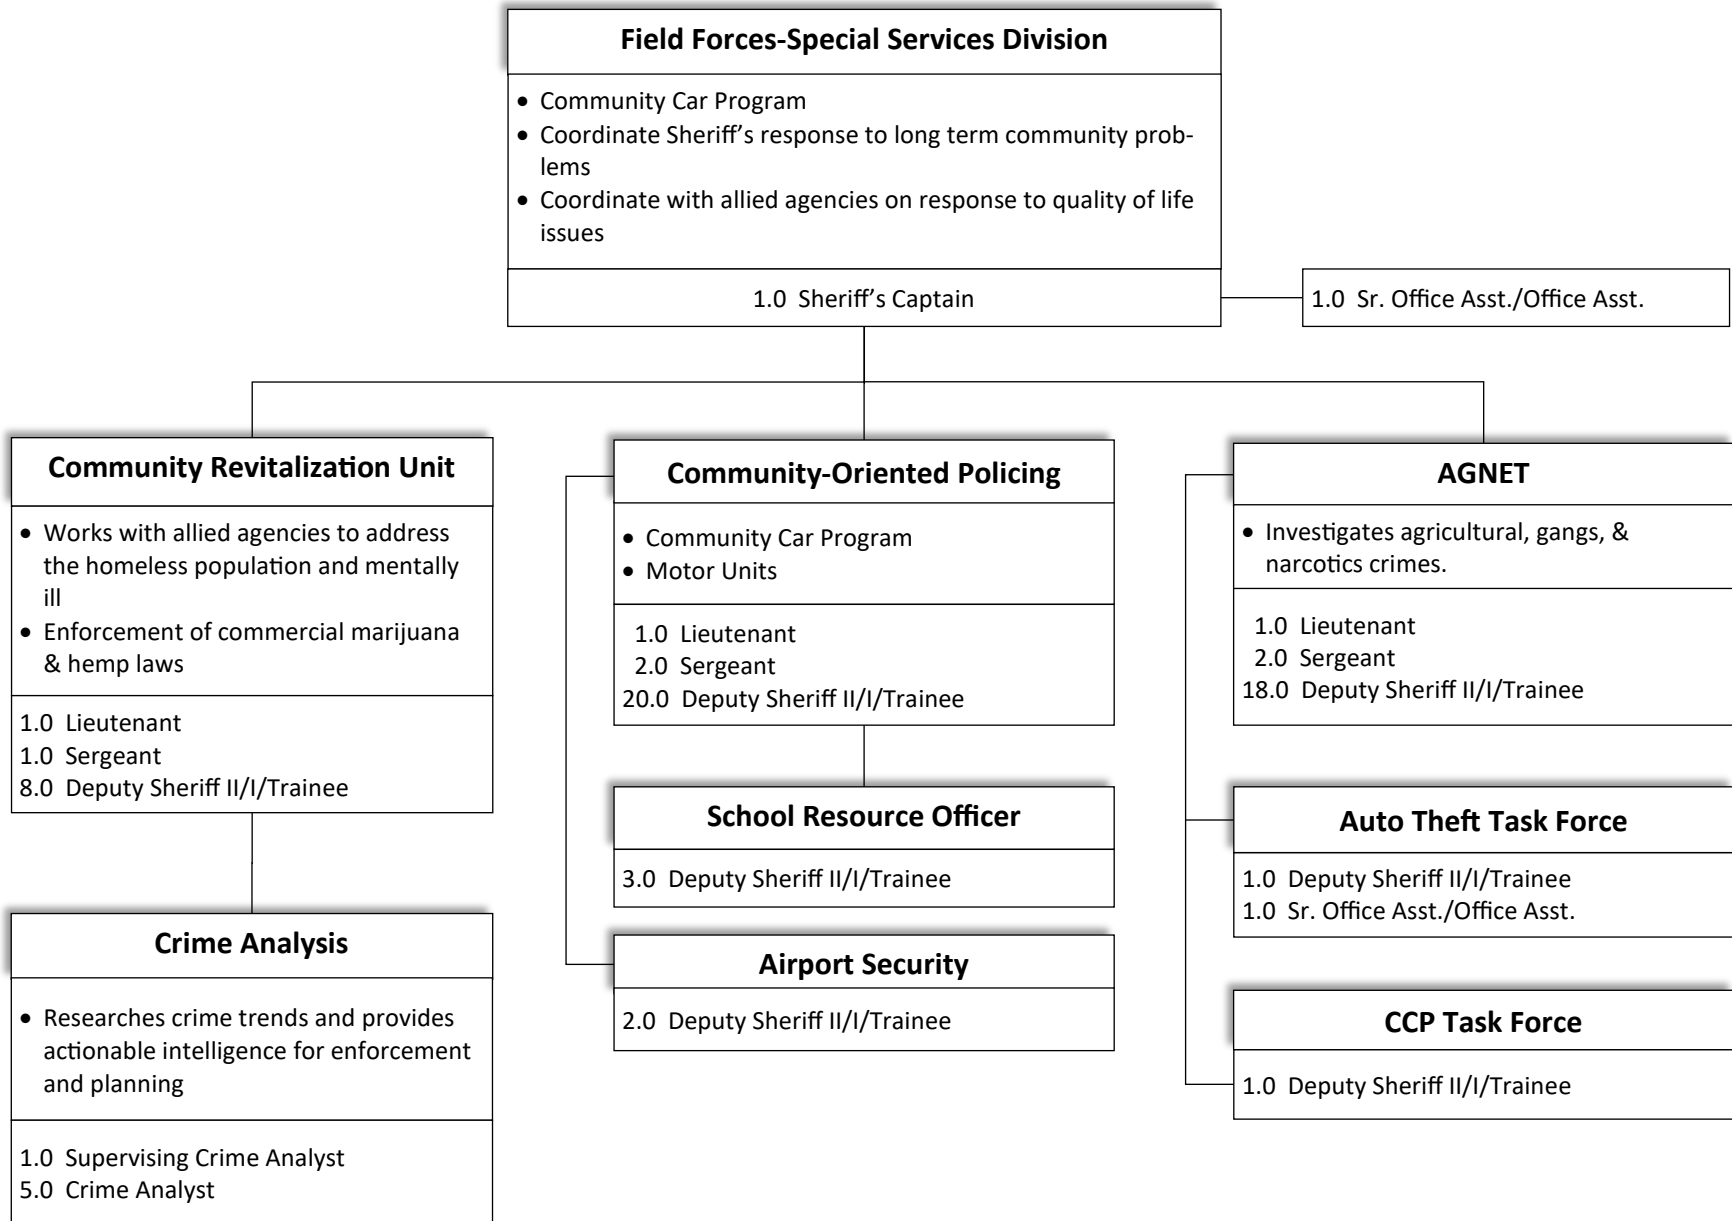 Field Forces-Special Services Division
• Community Car Program
• Coordinate Sheriff’s response to long term community prob-
lems
• Coordinate with allied agencies on response to quality of life
issues
1.0 Sheriff’s Captain
1.0 Sr. Office Asst./Office Asst.
Community Revitalization Unit
• Works with allied agencies to address
the homeless population and mentally
ill
• Enforcement of commercial marijuana
& hemp laws
1.0 Lieutenant
1.0 Sergeant
8.0 Deputy Sheriff II/I/Trainee
Crime Analysis
• Researches crime trends and provides
actionable intelligence for enforcement
and planning
1.0 Supervising Crime Analyst
5.0 Crime Analyst
Community-Oriented Policing
• Community Car Program
• Motor Units
1.0 Lieutenant
2.0 Sergeant
20.0 Deputy Sheriff II/I/Trainee
School Resource Officer
3.0 Deputy Sheriff II/I/Trainee
Airport Security
2.0 Deputy Sheriff II/I/Trainee
AGNET
• Investigates agricultural, gangs, &
narcotics crimes.
1.0 Lieutenant
2.0 Sergeant
18.0 Deputy Sheriff II/I/Trainee
Auto Theft Task Force
1.0 Deputy Sheriff II/I/Trainee
1.0 Sr. Office Asst./Office Asst.
CCP Task Force
1.0 Deputy Sheriff II/I/Trainee